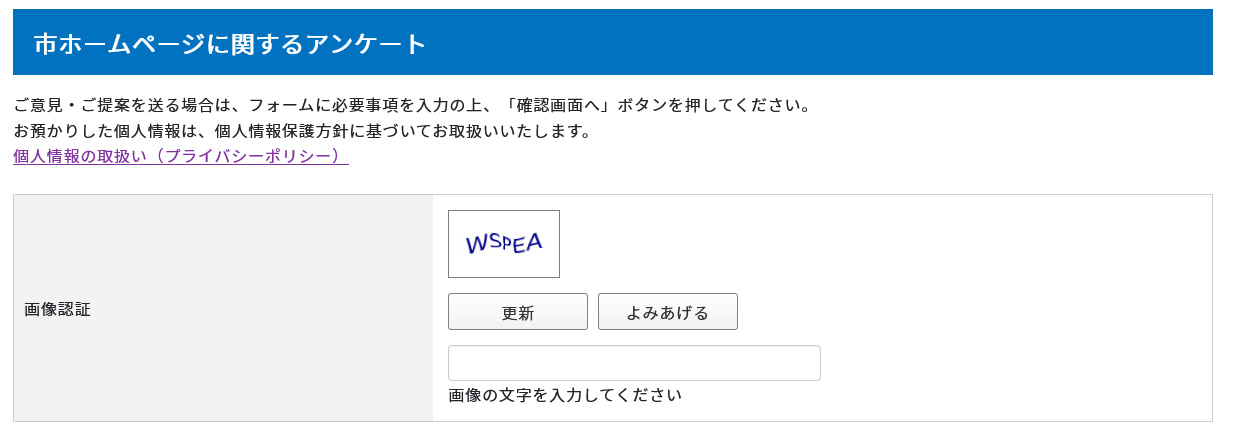 市ホームページに関するアンケート
ご意見・ご提案を送る場合は、フォームに必要事項を入力の上、「確認画面へ」ボタンを押してください。
お預かりした個人情報は、個人情報保護方針に基づいてお取扱いいたします。
個人情報の取扱い（プライバシーポリシー）
画像認証
WSPEA
更新
よみあげる
画像の文字を入力してください